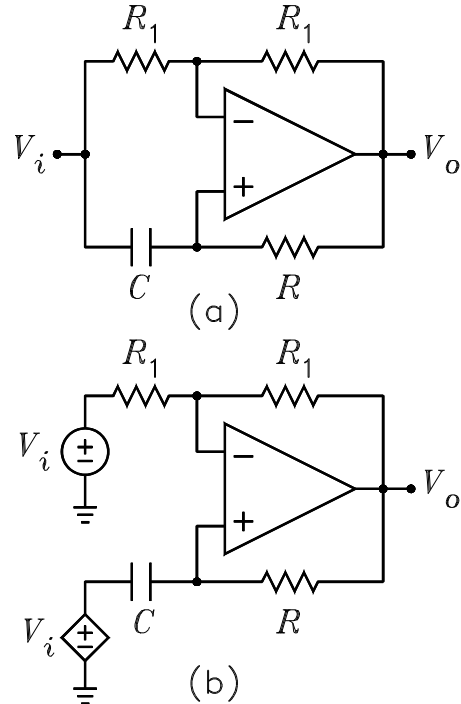 R₁ R₁
Vᵢ − Vₒ
+
C R
(a)
R₁ R₁
Vᵢ + − − Vₒ
+
C R
Vᵢ + −
(b)